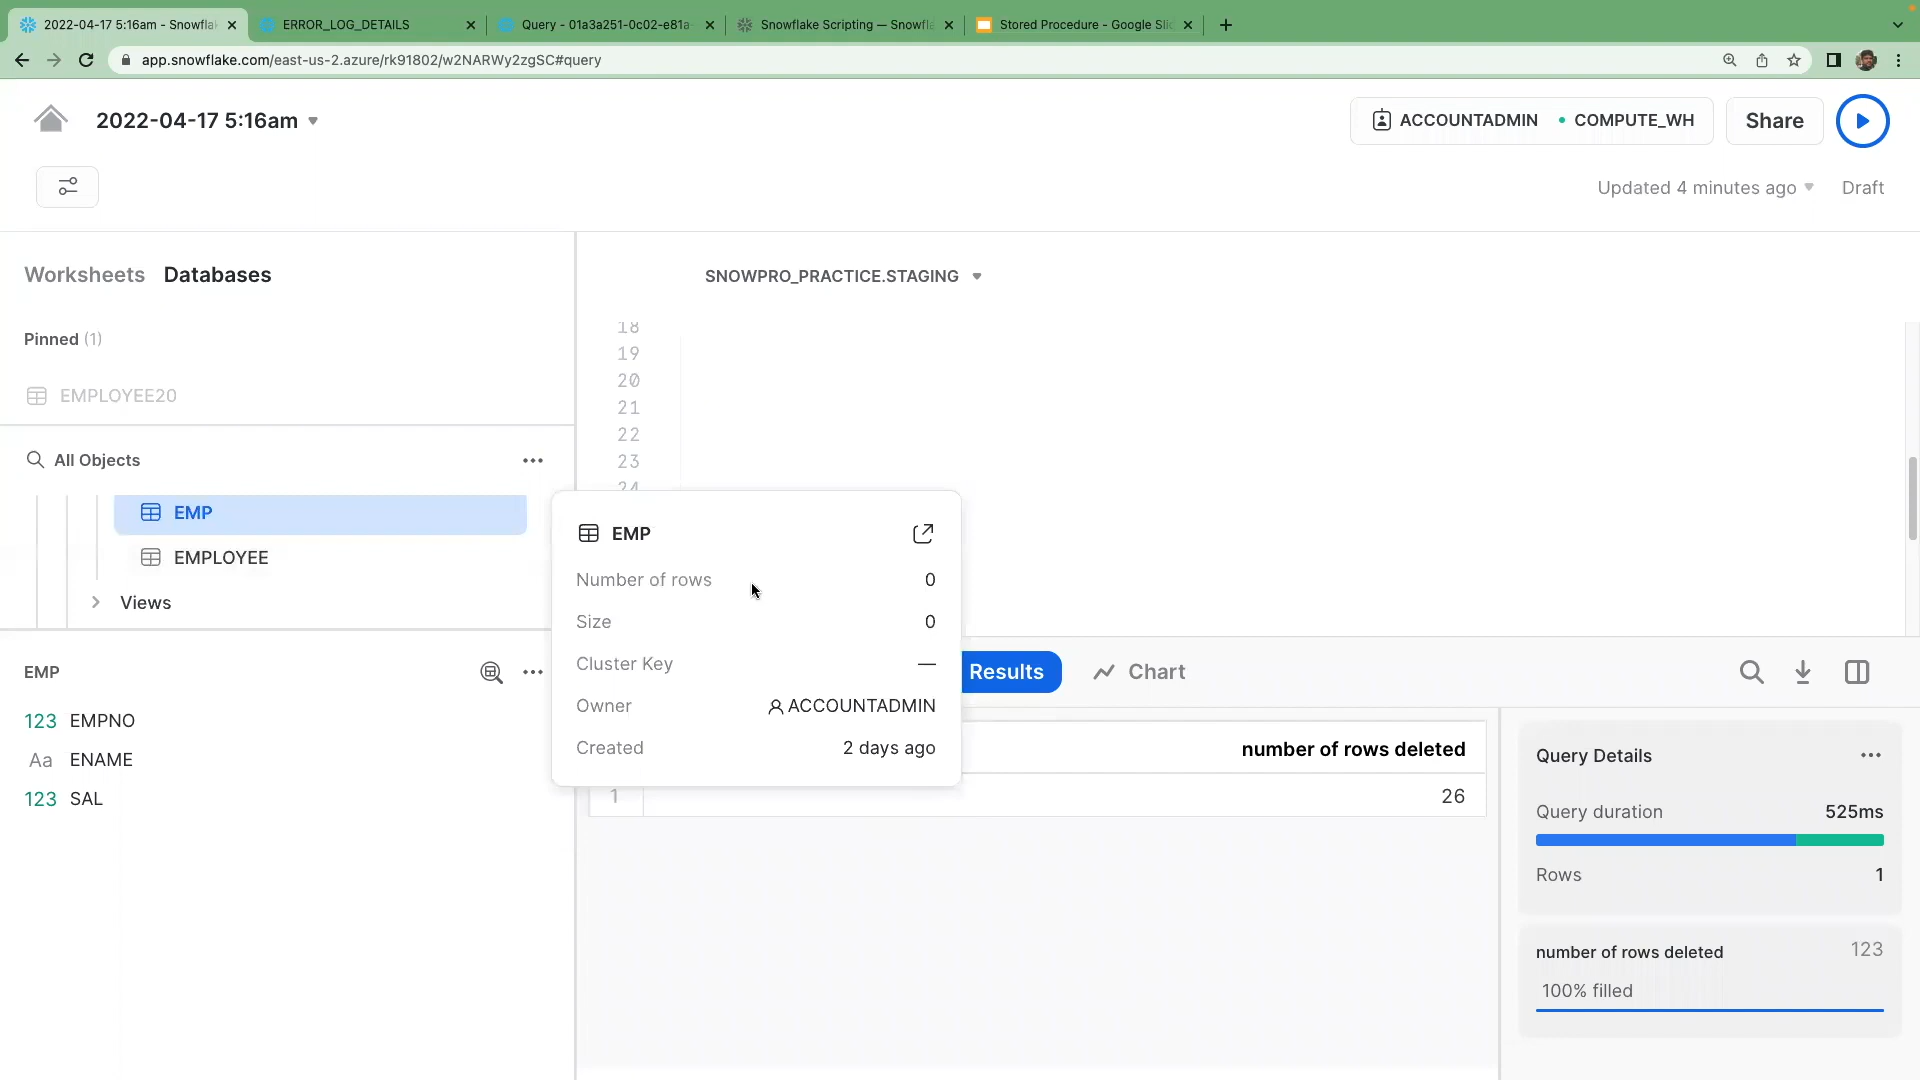 2022-04-17 5:16am - Snowfla
ERROR_LOG_DETAILS
Query - 01a3a251-0c02-e81a-
Snowflake Scripting — Snowfl
Stored Procedure - Google Sli
app.snowflake.com/east-us-2.azure/rk91802/w2NARWy2zgSC#query
2022-04-17 5:16am
ACCOUNTADMIN
COMPUTE_WH
Share
Updated 4 minutes ago
Draft
Worksheets
Databases
SNOWPRO_PRACTICE.STAGING
Pinned (1)
EMPLOYEE20
All Objects
EMP
EMPLOYEE
Views
18
19
20
21
22
23
24
EMP
Number of rows
0
Size
0
Cluster Key
—
Owner
ACCOUNTADMIN
Created
2 days ago
EMP
123 EMPNO
Aa ENAME
123 SAL
Results
Chart
number of rows deleted
1
26
Query Details
Query duration
525ms
Rows
1
number of rows deleted
123
100% filled